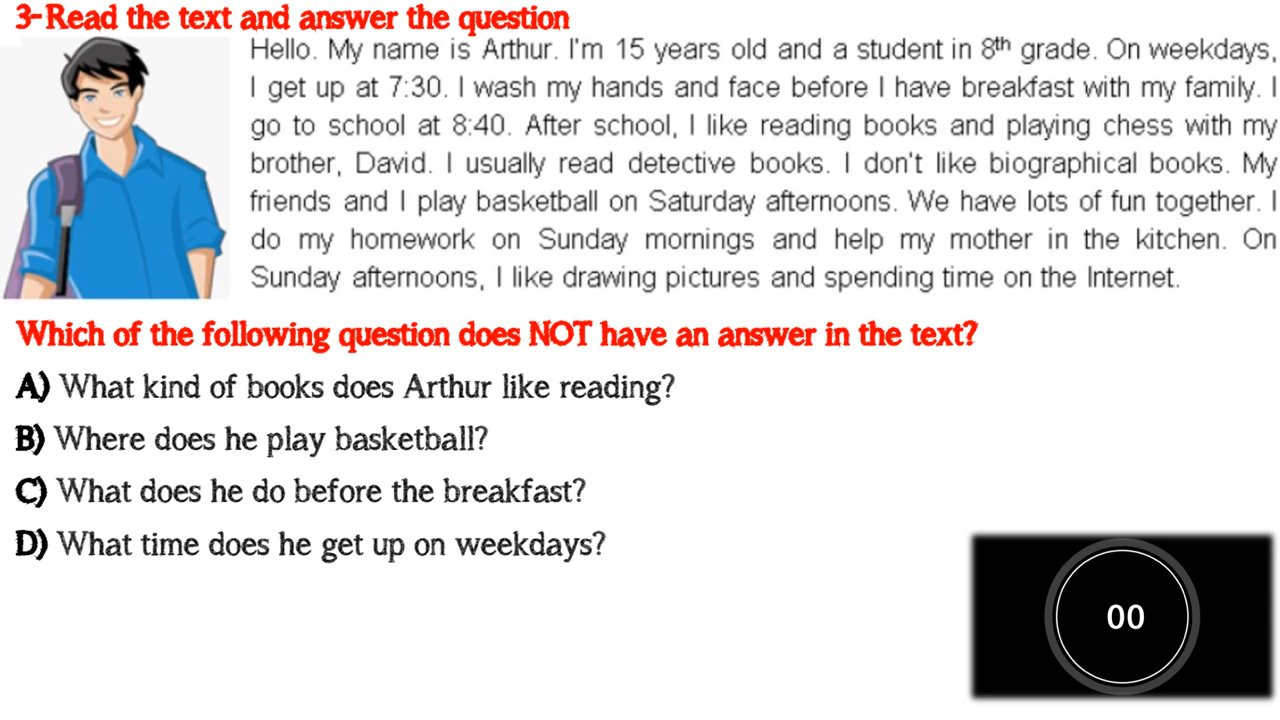 3-Read the text and answer the question
Hello. My name is Arthur. I'm 15 years old and a student in 8th grade. On weekdays,
I get up at 7:30. I wash my hands and face before I have breakfast with my family. I
go to school at 8:40. After school, I like reading books and playing chess with my
brother, David. I usually read detective books. I don't like biographical books. My
friends and I play basketball on Saturday afternoons. We have lots of fun together. I
do my homework on Sunday mornings and help my mother in the kitchen. On
Sunday afternoons, I like drawing pictures and spending time on the Internet.
Which of the following question does NOT have an answer in the text?
A) What kind of books does Arthur like reading?
B) Where does he play basketball?
C) What does he do before the breakfast?
D) What time does he get up on weekdays?
00